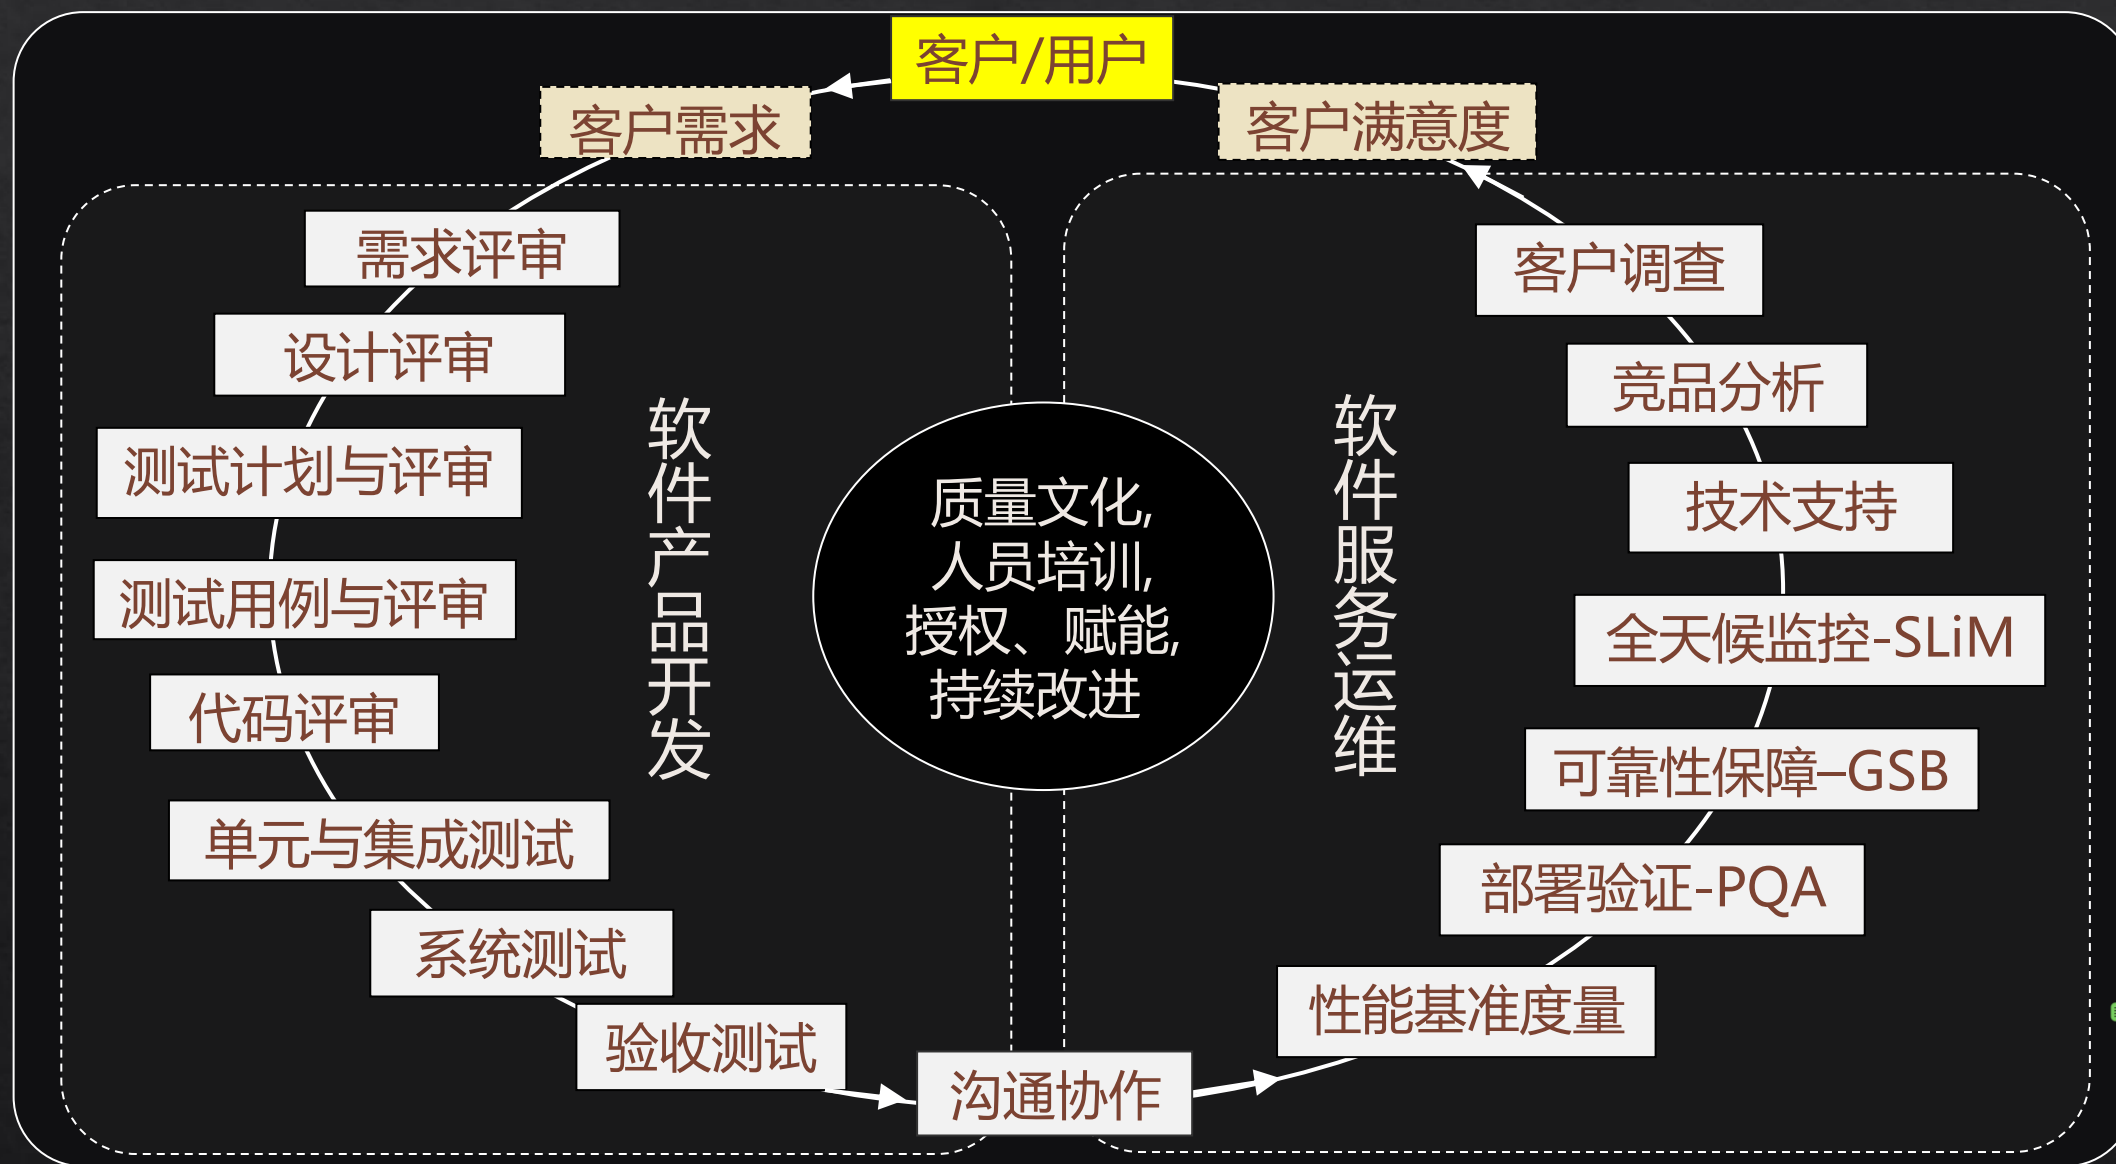 客户/用户
客户需求
客户满意度
需求评审
设计评审
测试计划与评审
测试用例与评审
代码评审
单元与集成测试
系统测试
验收测试
软件产品开发
质量文化,
人员培训,
授权、赋能,
持续改进
软件服务运维
客户调查
竞品分析
技术支持
全天候监控-SLiM
可靠性保障–GSB
部署验证-PQA
性能基准度量
沟通协作